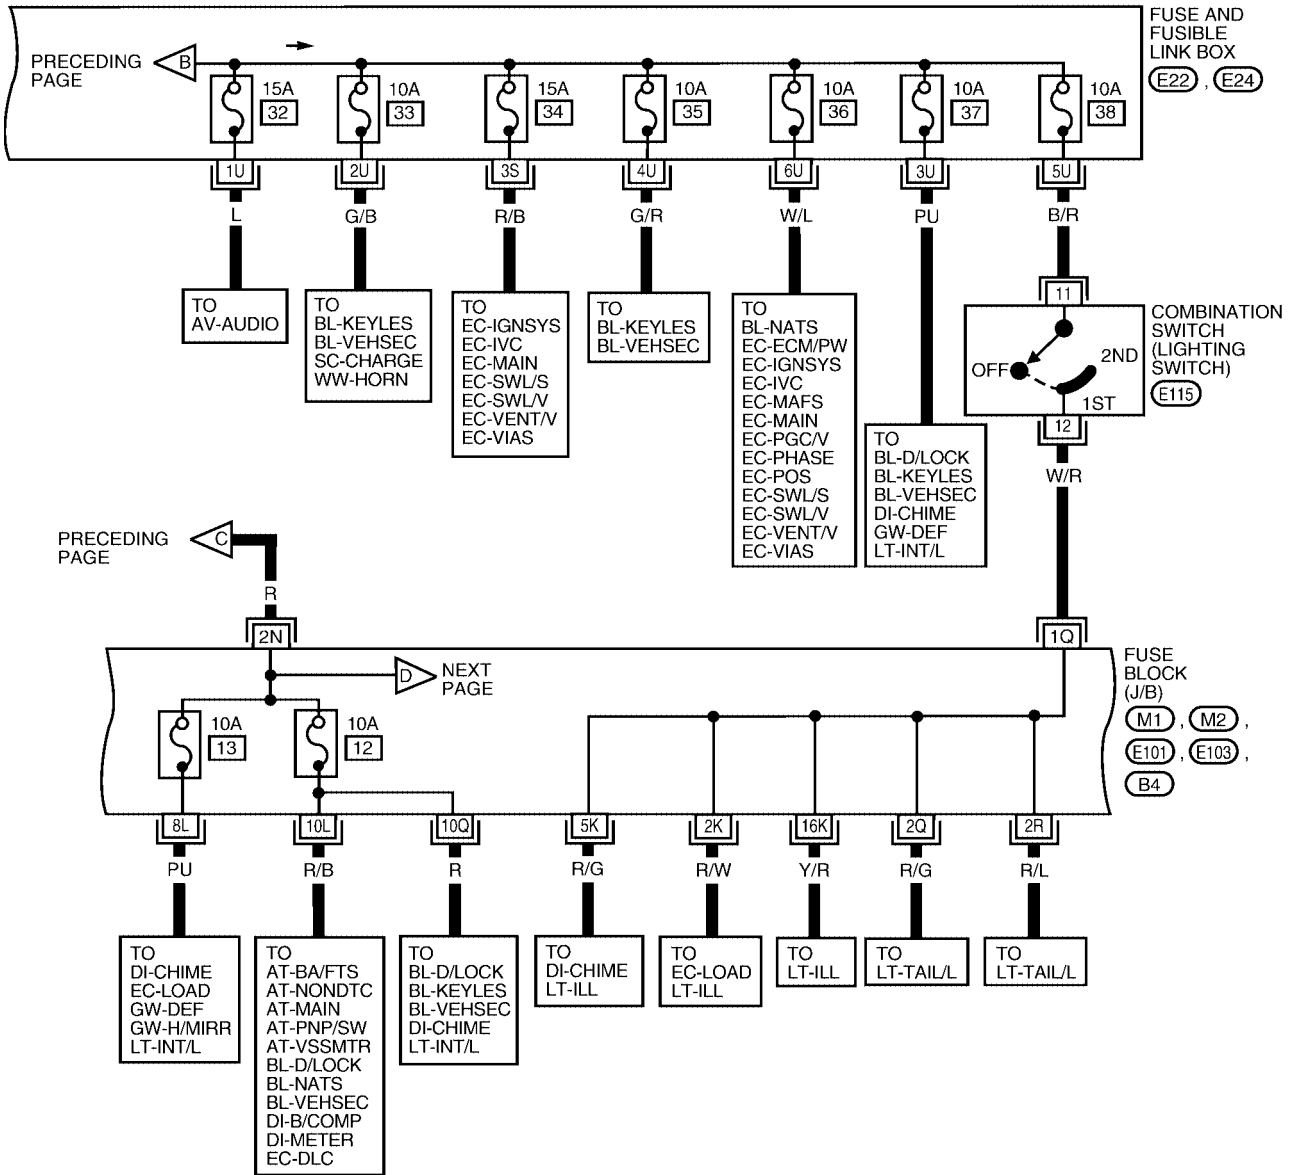 FUSE AND
FUSIBLE
LINK BOX
E22 , E24
PRECEDING
PAGE
B
15A
32
10A
33
15A
34
10A
35
10A
36
10A
37
10A
38
1U
2U
3S
4U
6U
3U
5U
L
G/B
R/B
G/R
W/L
PU
B/R
TO
AV-AUDIO
TO
BL-KEYLES
BL-VEHSEC
SC-CHARGE
WW-HORN
TO
EC-IGNSYS
EC-IVC
EC-MAIN
EC-SWL/S
EC-SWL/V
EC-VENT/V
EC-VIAS
TO
BL-KEYLES
BL-VEHSEC
TO
BL-NATS
EC-ECM/PW
EC-IGNSYS
EC-IVC
EC-MAFS
EC-MAIN
EC-PGC/V
EC-PHASE
EC-POS
EC-SWL/S
EC-SWL/V
EC-VENT/V
EC-VIAS
TO
BL-D/LOCK
BL-KEYLES
BL-VEHSEC
DI-CHIME
GW-DEF
LT-INT/L
11
OFF
2ND
1ST
12
COMBINATION
SWITCH
(LIGHTING
SWITCH)
E115
W/R
PRECEDING
PAGE
C
R
2N
1Q
D
NEXT
PAGE
FUSE
BLOCK
(J/B)
M1 , M2 ,
E101 , E103 ,
B4
10A
13
10A
12
8L
10L
10Q
5K
2K
16K
2Q
2R
PU
R/B
R
R/G
R/W
Y/R
R/G
R/L
TO
DI-CHIME
EC-LOAD
GW-DEF
GW-H/MIRR
LT-INT/L
TO
AT-BA/FTS
AT-NONDTC
AT-MAIN
AT-PNP/SW
AT-VSSMTR
BL-D/LOCK
BL-NATS
BL-VEHSEC
DI-B/COMP
DI-METER
EC-DLC
TO
BL-D/LOCK
BL-KEYLES
BL-VEHSEC
DI-CHIME
LT-INT/L
TO
DI-CHIME
LT-ILL
TO
EC-LOAD
LT-ILL
TO
LT-ILL
TO
LT-TAIL/L
TO
LT-TAIL/L